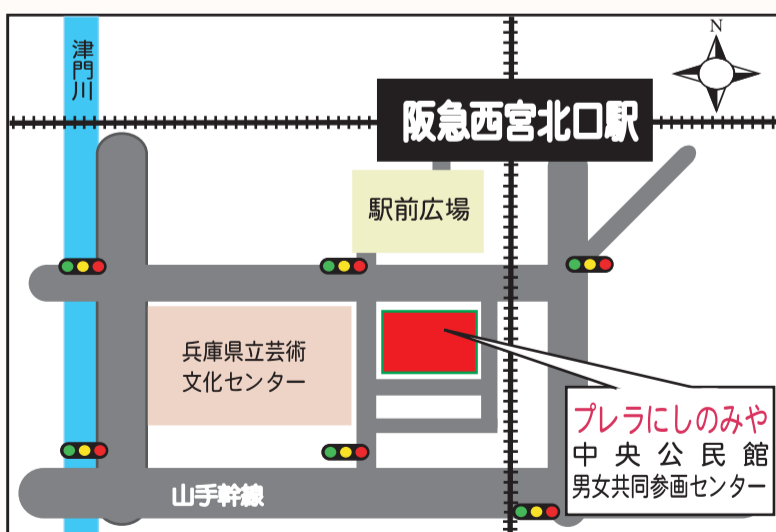 津門川
N
阪急西宮北口駅
駅前広場
兵庫県立芸術
文化センター
プレラにしのみや
中央公民館
男女共同参画センター
山手幹線